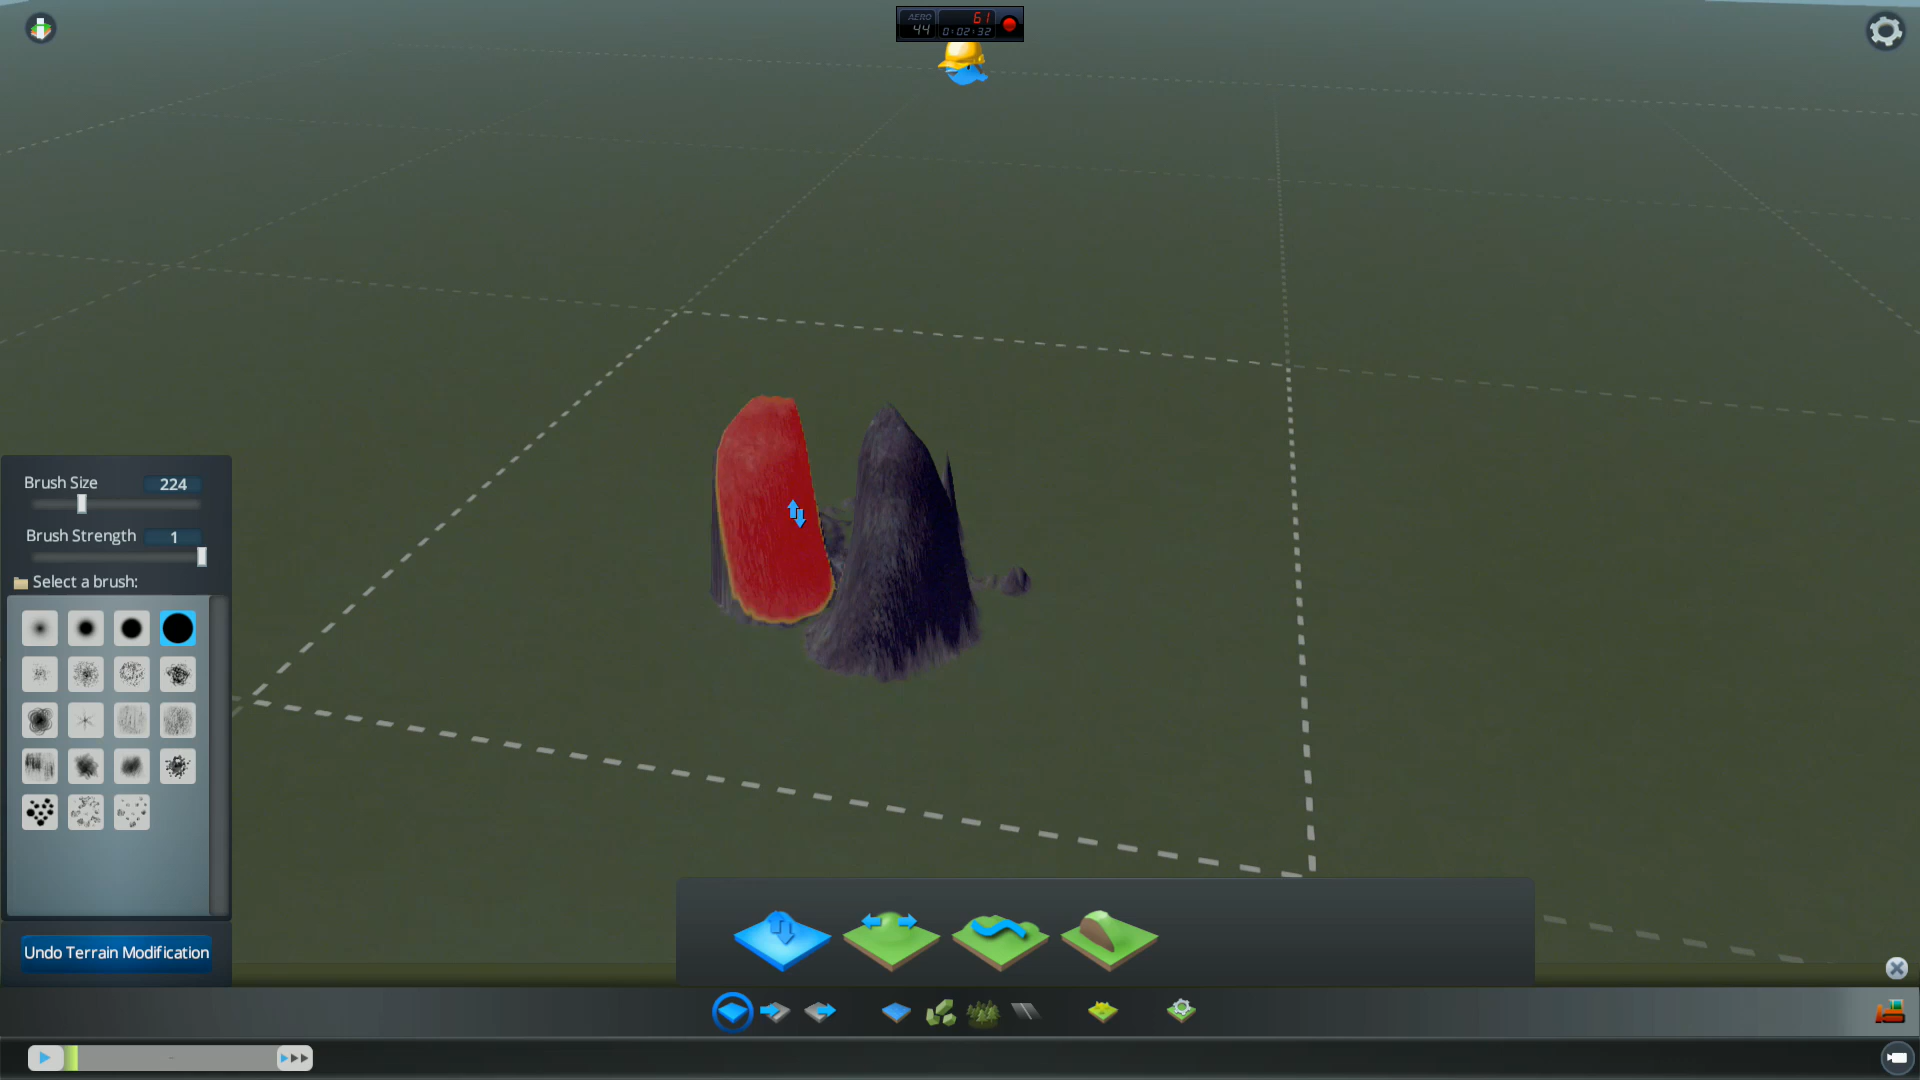 AERO
44
61
0:02:32
Brush Size
224
Brush Strength
1
Select a brush:
Undo Terrain Modification